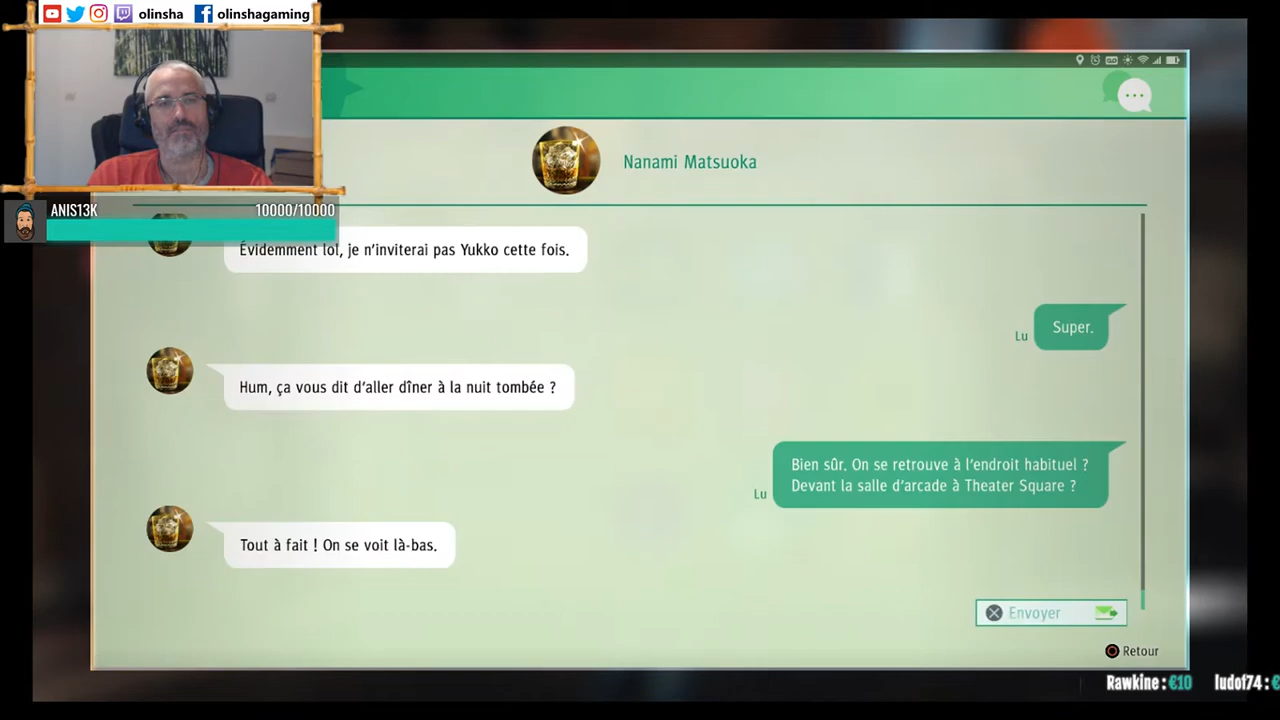 olinsha olinshagaming
ANIS13K 10000/10000
Nanami Matsuoka
Évidemment lol, je n'inviterai pas Yukko cette fois.
Super.
Lu
Hum, ça vous dit d'aller dîner à la nuit tombée ?
Bien sûr. On se retrouve à l'endroit habituel ?
Devant la salle d'arcade à Theater Square ?
Lu
Tout à fait ! On se voit là-bas.
Envoyer
Retour
Rawkine : €10 ludof74 : €